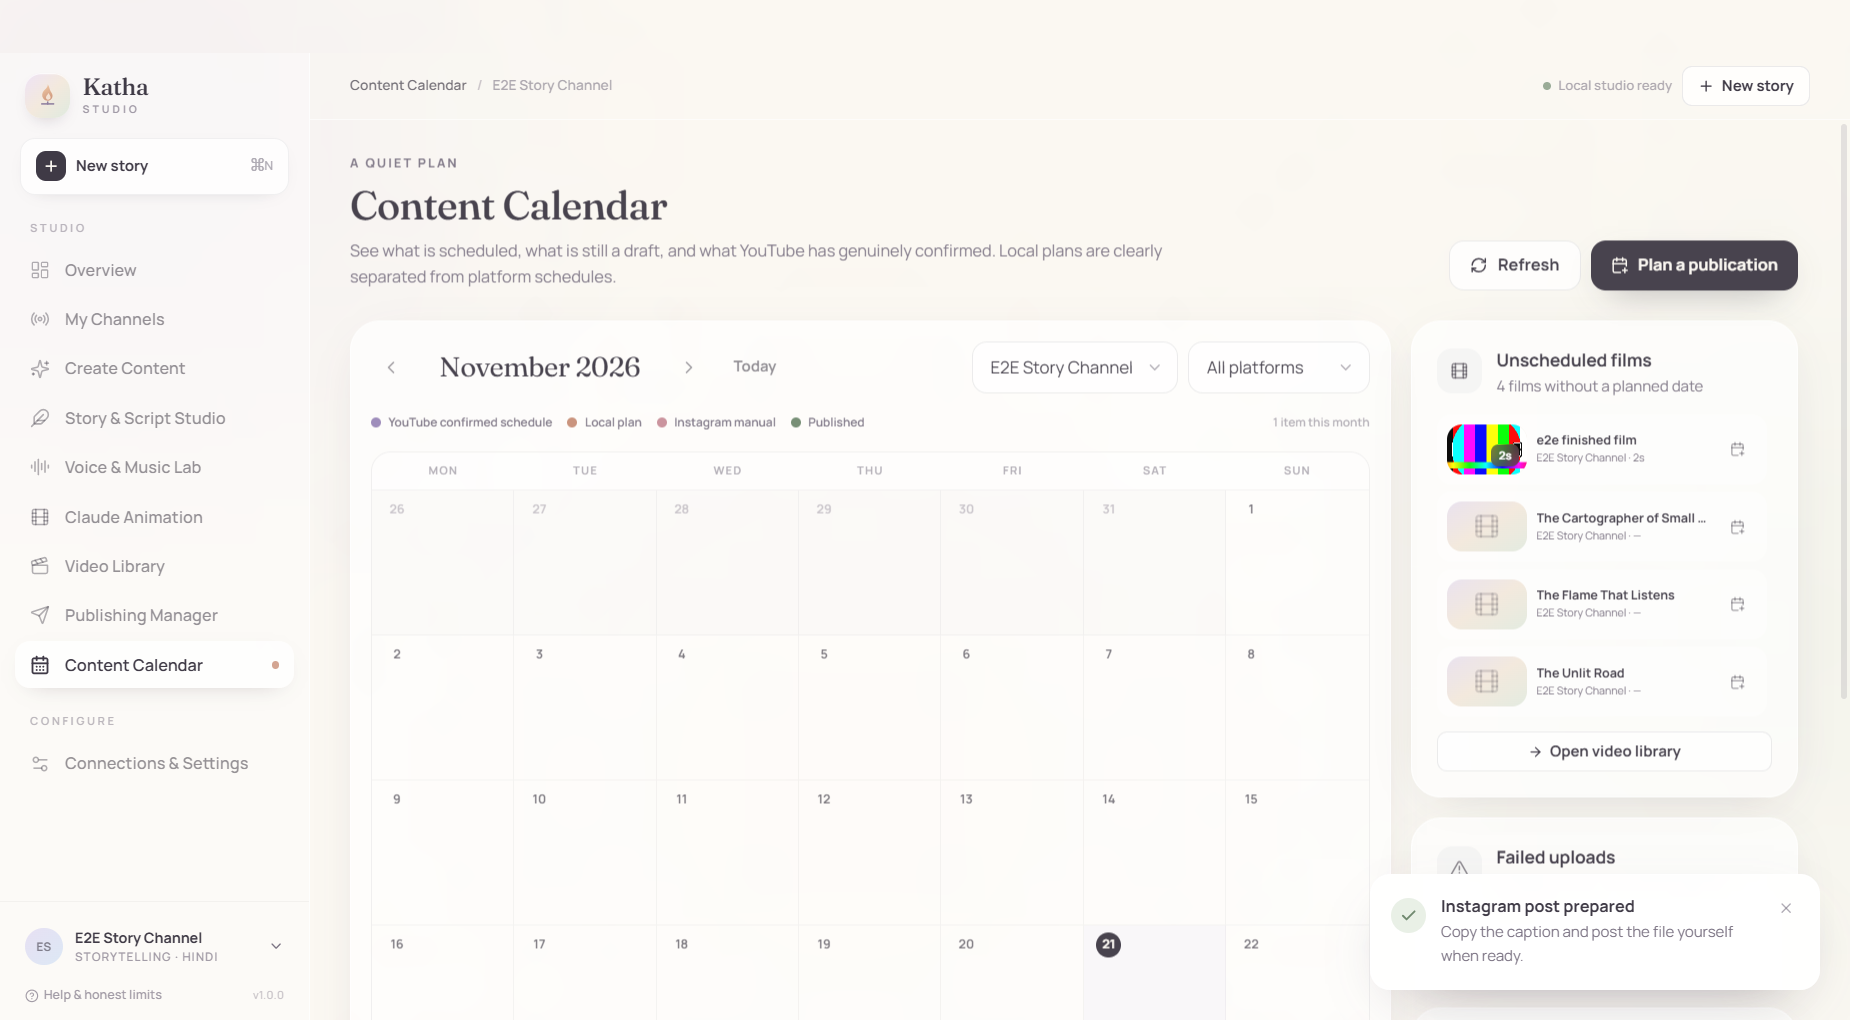 Katha
STUDIO
New story
⌘N
STUDIO
Overview
My Channels
Create Content
Story & Script Studio
Voice & Music Lab
Claude Animation
Video Library
Publishing Manager
Content Calendar
CONFIGURE
Connections & Settings
ES
E2E Story Channel
STORYTELLING · HINDI
Help & honest limits
v1.0.0
Content Calendar / E2E Story Channel
Local studio ready
New story
A QUIET PLAN
Content Calendar
See what is scheduled, what is still a draft, and what YouTube has genuinely confirmed. Local plans are clearly
separated from platform schedules.
Refresh
Plan a publication
November 2026
Today
E2E Story Channel
All platforms
YouTube confirmed schedule
Local plan
Instagram manual
Published
1 item this month
MON TUE WED THU FRI SAT SUN
26 27 28 29 30 31 1
2 3 4 5 6 7 8
9 10 11 12 13 14 15
16 17 18 19 20 21 22
Unscheduled films
4 films without a planned date
2s
e2e finished film
E2E Story Channel · 2s
The Cartographer of Small ...
E2E Story Channel · —
The Flame That Listens
E2E Story Channel · —
The Unlit Road
E2E Story Channel · —
Open video library
Failed uploads
Instagram post prepared
Copy the caption and post the file yourself
when ready.